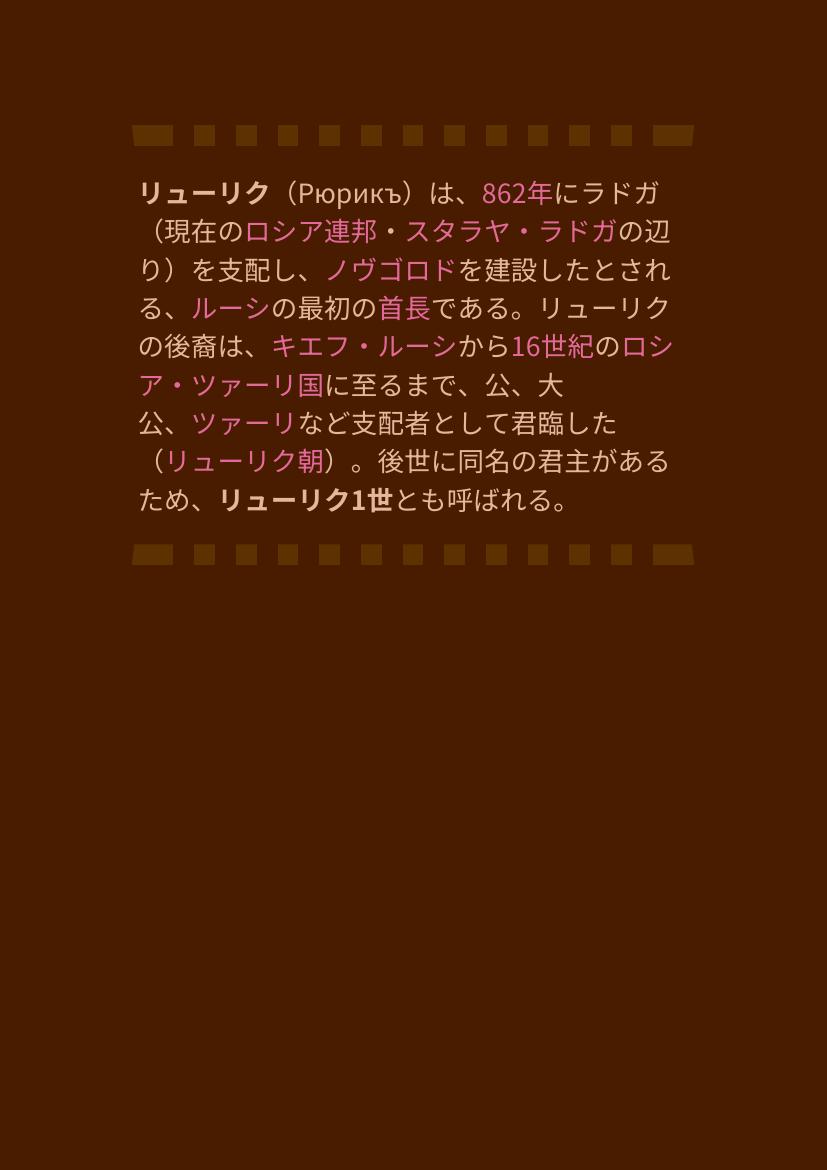 リューリク（Рюрикъ）は、862年にラドガ
（現在のロシア連邦・スタラヤ・ラドガの辺
り）を支配し、ノヴゴロドを建設したとされ
る、ルーシの最初の首長である。リューリク
の後裔は、キエフ・ルーシから16世紀のロシ
ア・ツァーリ国に至るまで、公、大
公、ツァーリなど支配者として君臨した
（リューリク朝）。後世に同名の君主がある
ため、リューリク1世とも呼ばれる。